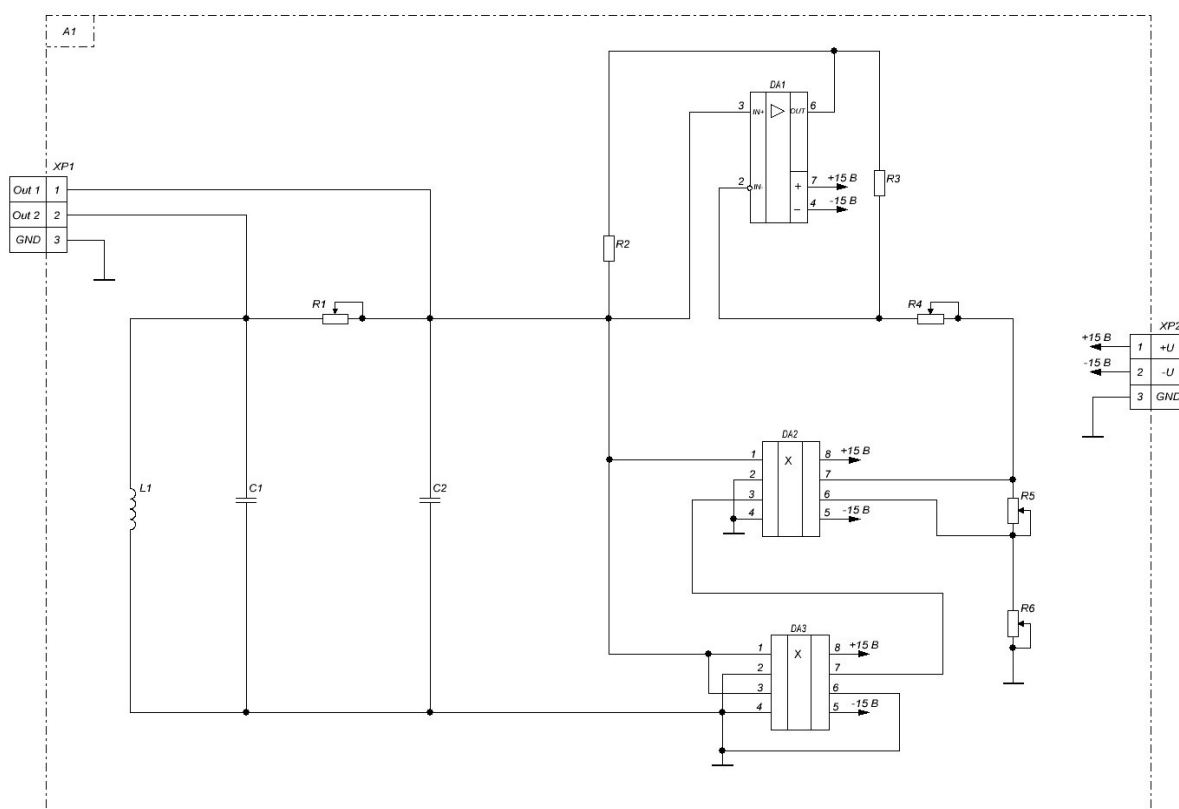 A1
DA1
3 IN+ ▷ OUT 6
XP1
Out 1 1
Out 2 2
GND 3
2 IN- + 7 +15 В
− 4 -15 В
R3
R2
R1
R4
XP2
+15 В 1 +U
-15 В 2 -U
3 GND
DA2
1 X 8 +15 В
2 7
3 6
4 5 -15 В
L1
C1
C2
R5
R6
DA3
1 X 8 +15 В
2 7
3 6
4 5 -15 В